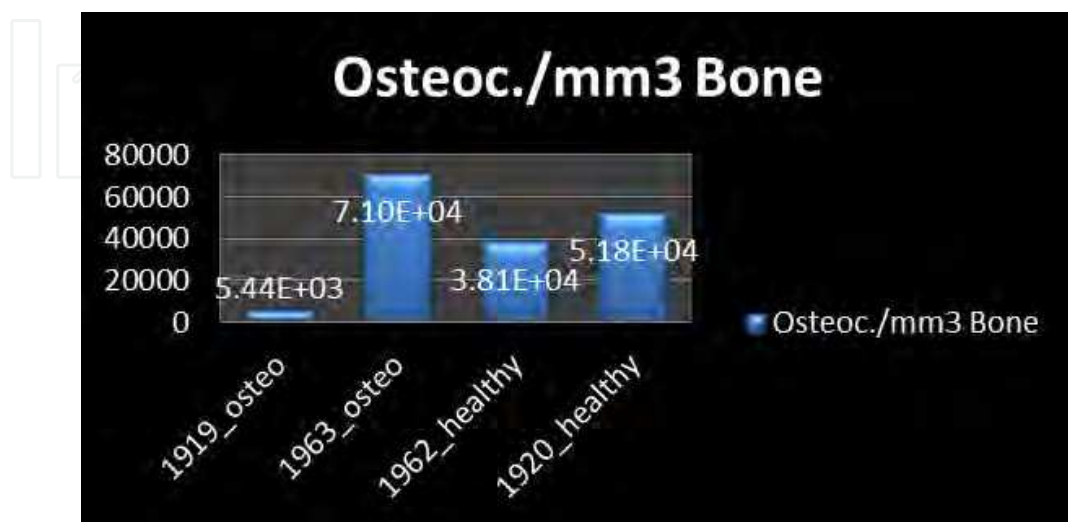 Osteoc./mm3 Bone
80000
60000
40000
20000
0
5.44E+03
7.10E+04
3.81E+04
5.18E+04
1919_osteo
1963_osteo
1962_healthy
1920_healthy
Osteoc./mm3 Bone